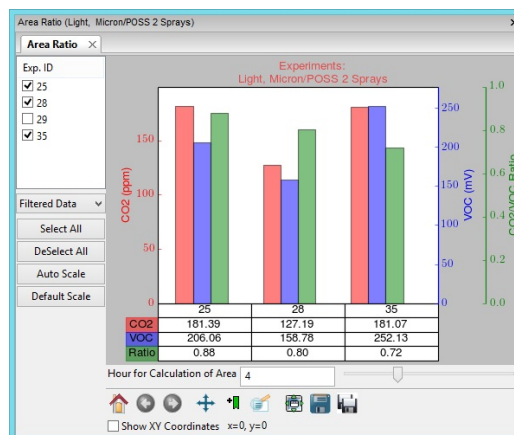 Area Ratio (Light, Micron/POSS 2 Sprays)
Area Ratio
Exp. ID
25
28
29
35
Filtered Data
Select All
DeSelect All
Auto Scale
Default Scale
Experiments:
Light, Micron/POSS 2 Sprays
CO2 (ppm)
150
100
50
0
VOC (mV)
250
200
150
100
50
0
CO2/VOC Ratio
1.0
0.8
0.6
0.4
0.2
0.0
25 28 35
CO2 181.39 127.19 181.07
VOC 206.06 158.78 252.13
Ratio 0.88 0.80 0.72
Hour for Calculation of Area 4
Show XY Coordinates x=0, y=0